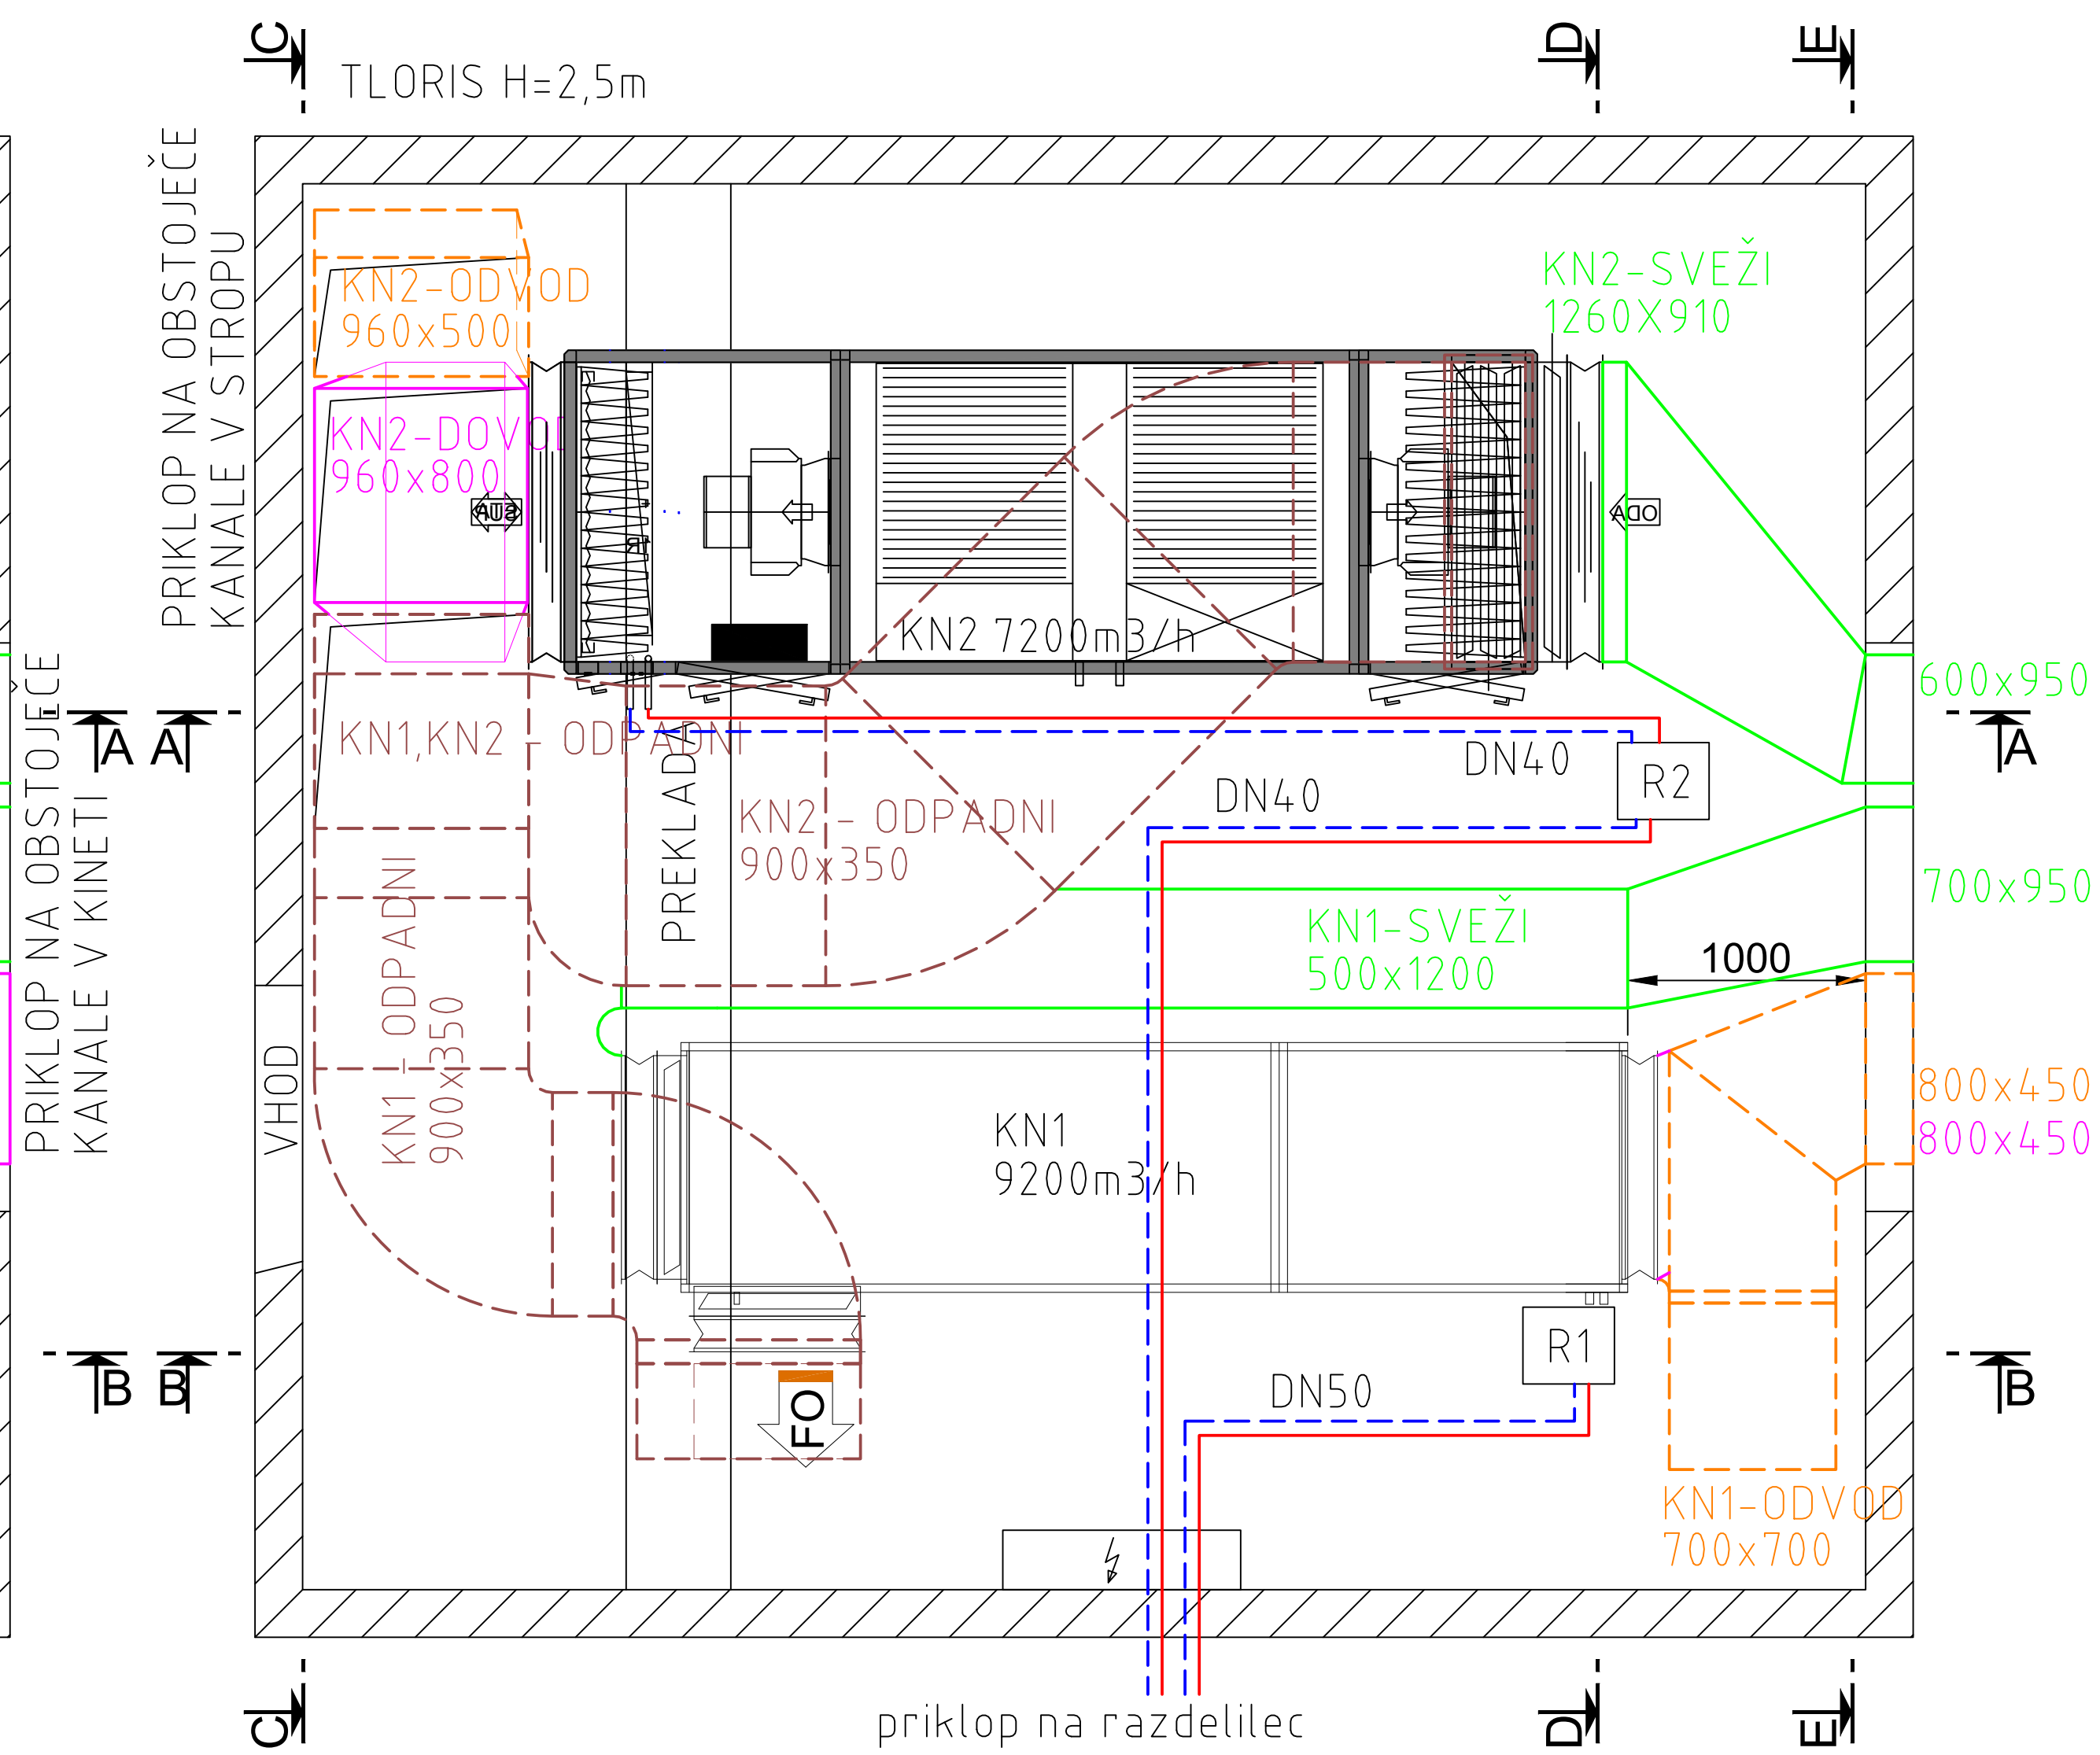 C
D
E
TLORIS H=2,5m
PRIKLOP NA OBSTOJEČE
KANALE V STROPU
KN2-ODVOD
960x500
KN2-SVEŽI
1260X910
KN2-DOVOD
960x800
ODA
KN2 7200m3/h
600x950
PRIKLOP NA OBSTOJEČE
KANALE V KINETI
A
A
A
KN1,KN2 - ODPADNI
PREKLADA
DN40
R2
DN40
KN2 - ODPADNI
900x350
700x950
KN1-SVEŽI
500x1200
1000
KN1 - ODPADNI
900x350
VHOD
800x450
800x450
KN1
9200m3/h
B
B
B
R1
DN50
FO
KN1-ODVOD
700x700
priklop na razdelilec
C
D
E